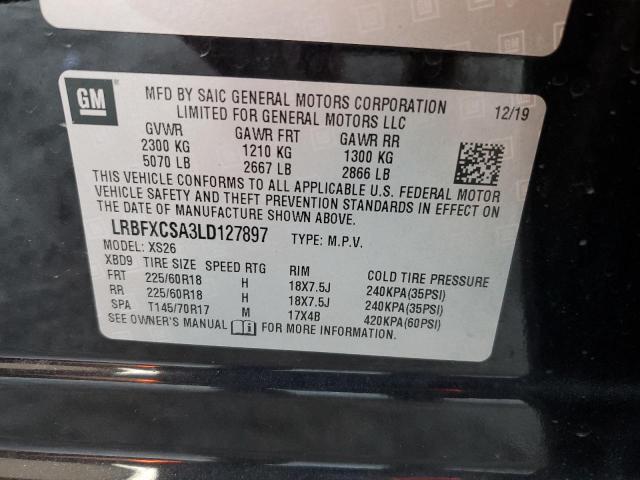 GM
MFD BY SAIC GENERAL MOTORS CORPORATION
LIMITED FOR GENERAL MOTORS LLC
12/19
GVWR GAWR FRT GAWR RR
2300 KG 1210 KG 1300 KG
5070 LB 2667 LB 2866 LB
THIS VEHICLE CONFORMS TO ALL APPLICABLE U.S. FEDERAL MOTOR
VEHICLE SAFETY AND THEFT PREVENTION STANDARDS IN EFFECT ON
THE DATE OF MANUFACTURE SHOWN ABOVE.
LRBFXCSA3LD127897 TYPE: M.P.V.
MODEL: XS26
XBD9 TIRE SIZE SPEED RTG RIM COLD TIRE PRESSURE
FRT 225/60R18 H 18X7.5J 240KPA(35PSI)
RR 225/60R18 H 18X7.5J 240KPA(35PSI)
SPA T145/70R17 M 17X4B 420KPA(60PSI)
SEE OWNER'S MANUAL FOR MORE INFORMATION.